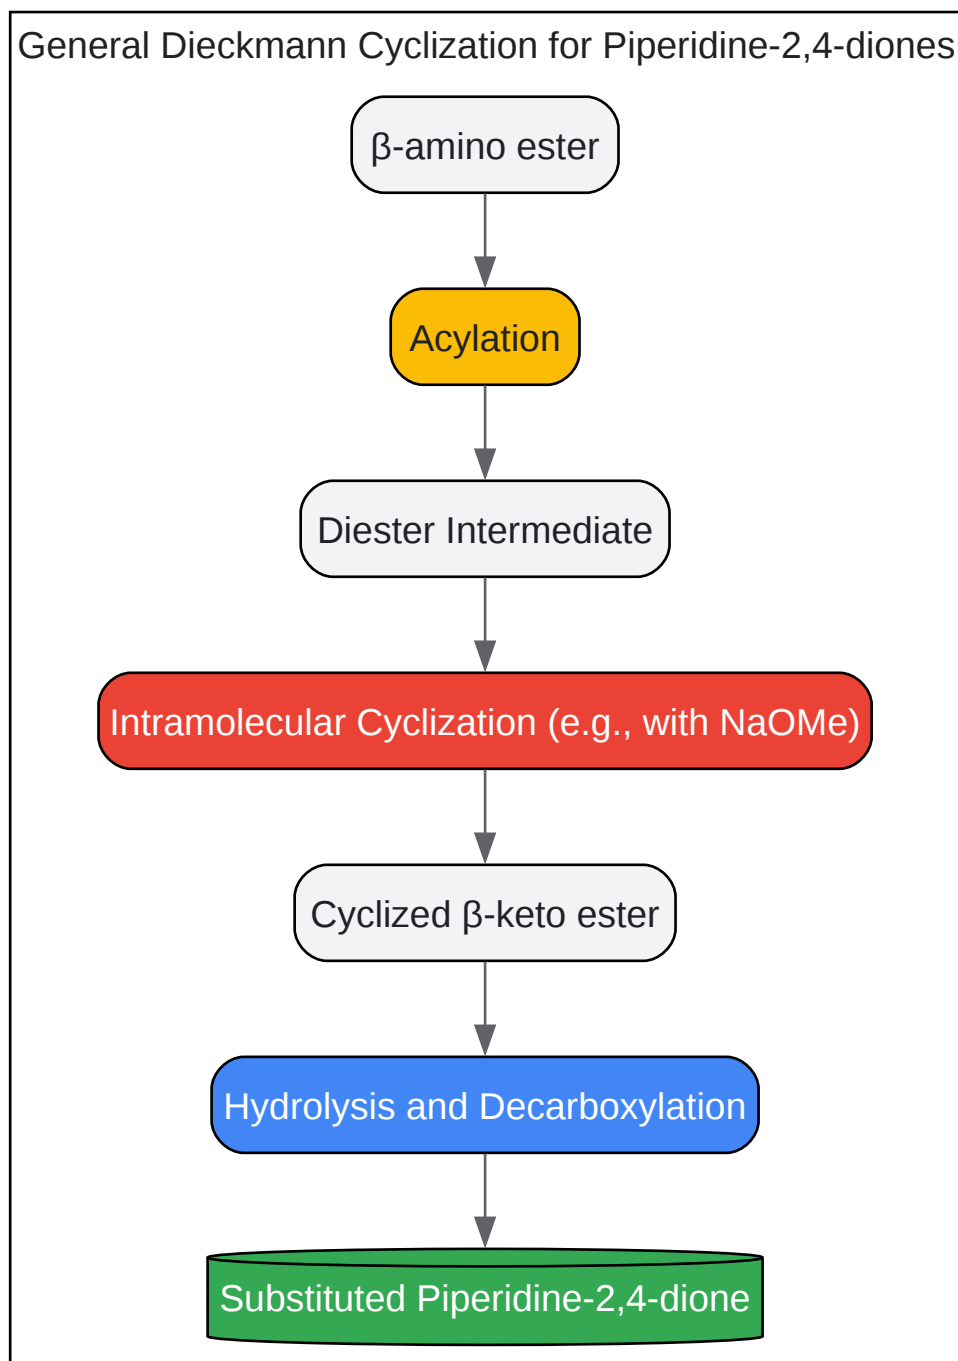 General Dieckmann Cyclization for Piperidine-2,4-diones
β-amino ester
Acylation
Diester Intermediate
Intramolecular Cyclization (e.g., with NaOMe)
Cyclized β-keto ester
Hydrolysis and Decarboxylation
Substituted Piperidine-2,4-dione